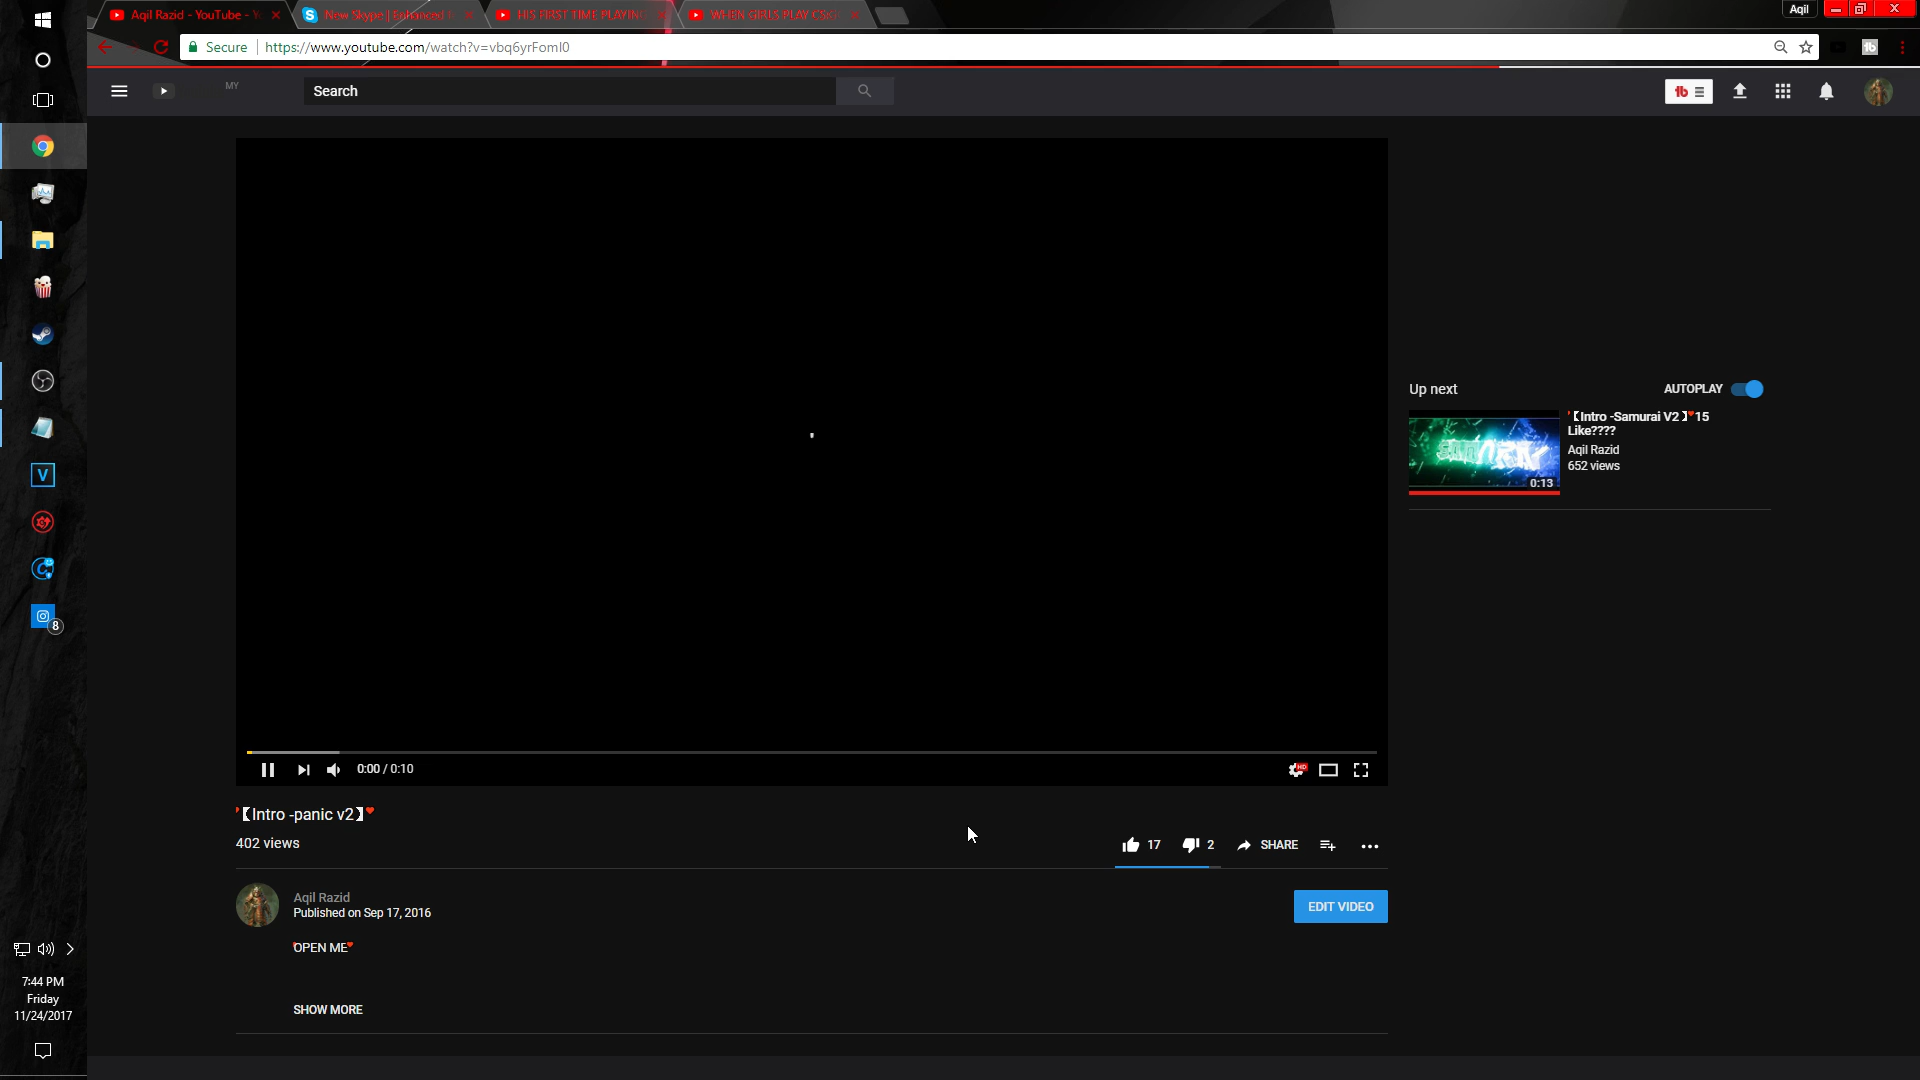 Aqil Razid - YouTube - Y
New Skype | Enhanced
HIS FIRST TIME PLAYING
WHEN GIRLS PLAY CS
Aqil
Secure
https://www.youtube.com/watch?v=vbq6yrFomI0
MY
Search
Up next
AUTOPLAY
SAMURAI
0:13
【Intro -Samurai V2】❤15
Like????
Aqil Razid
652 views
0:00 / 0:10
HD
【Intro -panic v2】❤
402 views
17
2
SHARE
Aqil Razid
Published on Sep 17, 2016
EDIT VIDEO
OPEN ME❤
SHOW MORE
V
8
7:44 PM
Friday
11/24/2017